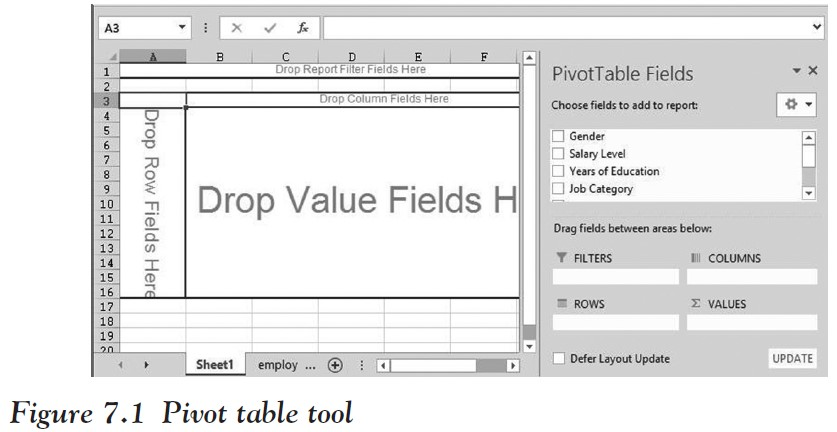 A3
fx
A B C D E F
1 Drop Report Filter Fields Here
2
3 Drop Column Fields Here
4
5
6
7
8
9
10
11
12
13
14
15
16
17
18
19
20
Drop Row Fields Here
Drop Value Fields H
Sheet1 employ ...
PivotTable Fields
Choose fields to add to report:
Gender
Salary Level
Years of Education
Job Category
Drag fields between areas below:
FILTERS COLUMNS
ROWS Σ VALUES
Defer Layout Update UPDATE
Figure 7.1 Pivot table tool